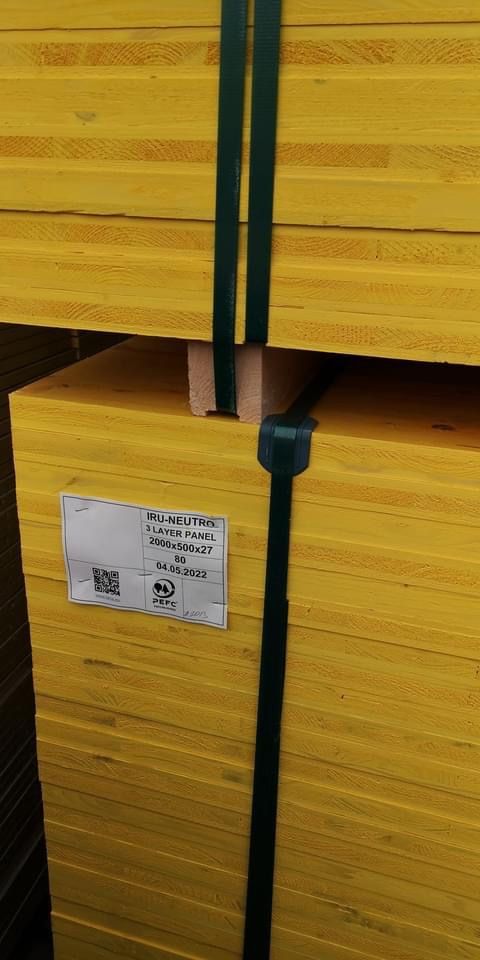 IRU-NEUTRO
3 LAYER PANEL
2000x500x27
80
04.05.2022
PEFC